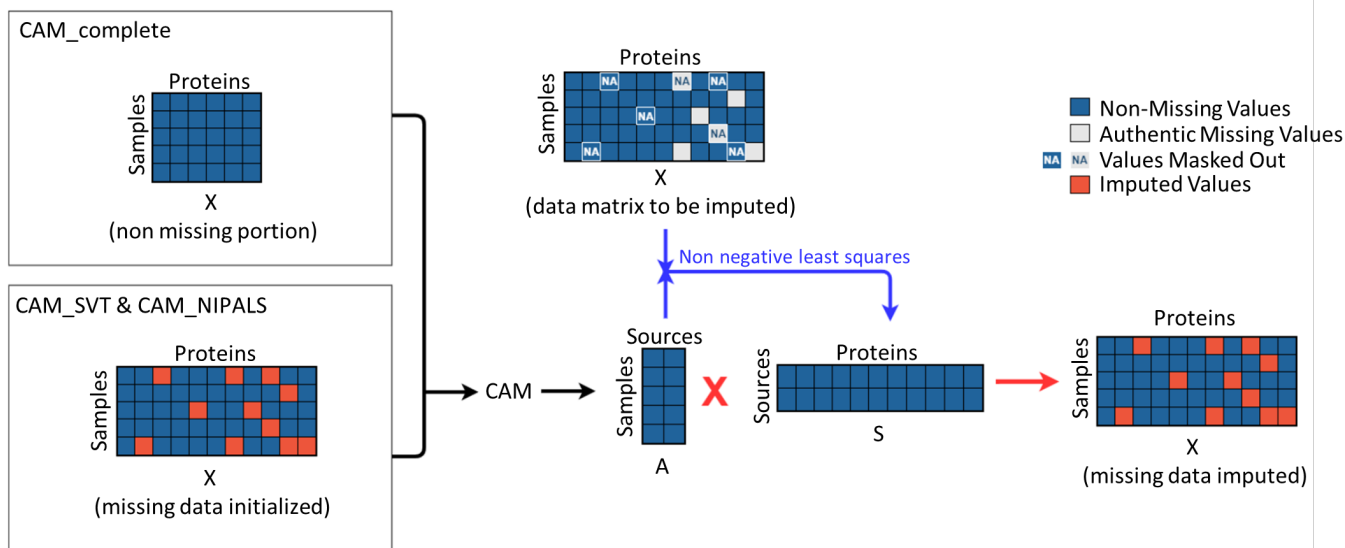 CAM_complete
Proteins
Samples
X
(non missing portion)
CAM_SVT & CAM_NIPALS
Proteins
Samples
X
(missing data initialized)
CAM
Proteins
Samples
NA
NA
NA
NA
NA
NA
NA
X
(data matrix to be imputed)
Non negative least squares
Sources
Samples
A
X
Proteins
Sources
S
Non-Missing Values
Authentic Missing Values
NA NA Values Masked Out
Imputed Values
Proteins
Samples
X
(missing data imputed)